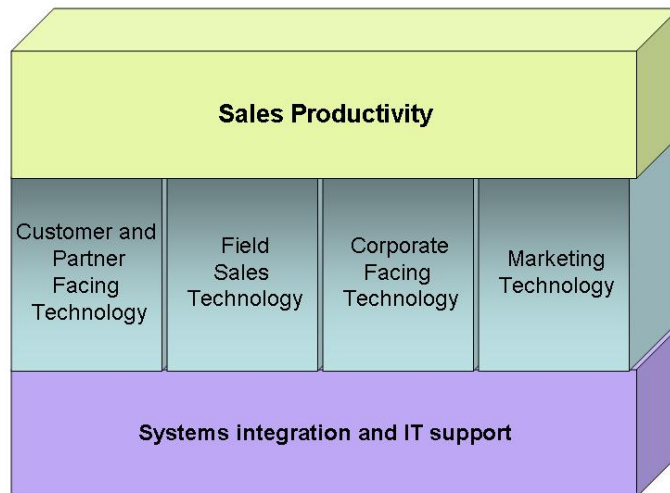 Sales Productivity
Customer and
Partner
Facing
Technology
Field
Sales
Technology
Corporate
Facing
Technology
Marketing
Technology
Systems integration and IT support